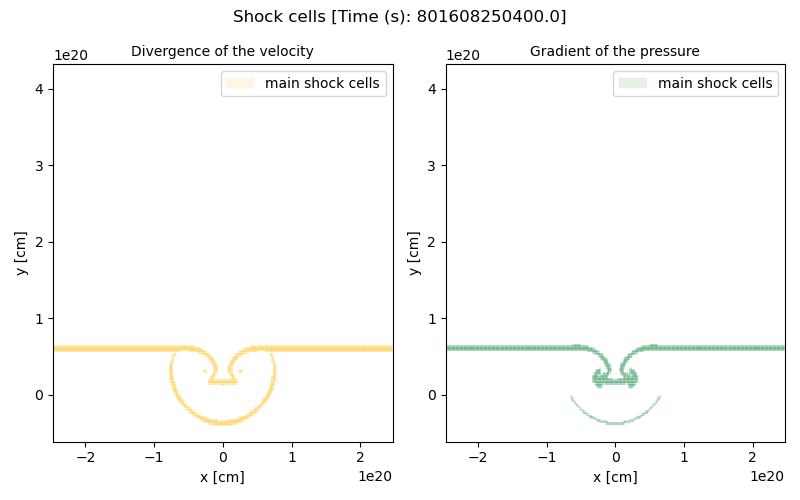 Shock cells [Time (s): 801608250400.0]
Divergence of the velocity
1e20
main shock cells
4
3
2
1
0
y [cm]
−2
−1
0
1
2
x [cm]
1e20
Gradient of the pressure
1e20
main shock cells
4
3
2
1
0
y [cm]
−2
−1
0
1
2
x [cm]
1e20